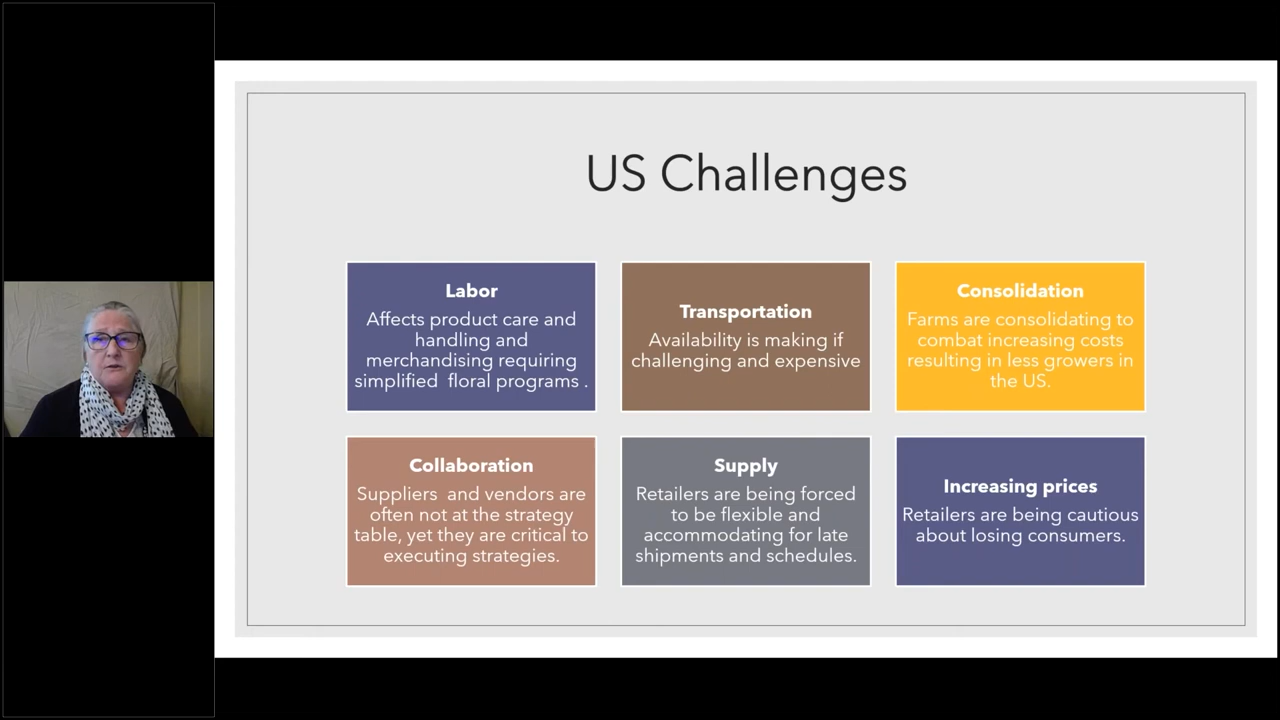 US Challenges
Labor
Affects product care and
handling and
merchandising requiring
simplified  floral programs .
Transportation
Availability is making if
challenging and expensive
Consolidation
Farms are consolidating to
combat increasing costs
resulting in less growers in
the US.
Collaboration
Suppliers  and vendors are
often not at the strategy
table, yet they are critical to
executing strategies.
Supply
Retailers are being forced
to be flexible and
accommodating for late
shipments and schedules.
Increasing prices
Retailers are being cautious
about losing consumers.